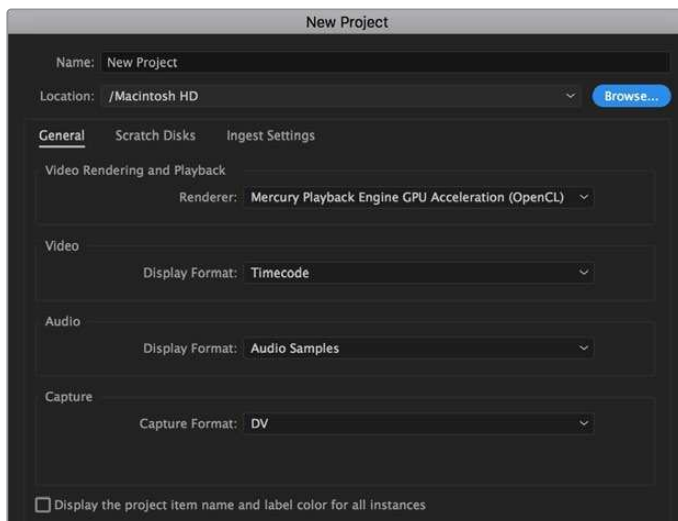 New Project
Name: New Project
Location: /Macintosh HD Browse...
General Scratch Disks Ingest Settings
Video Rendering and Playback
Renderer: Mercury Playback Engine GPU Acceleration (OpenCL)
Video
Display Format: Timecode
Audio
Display Format: Audio Samples
Capture
Capture Format: DV
Display the project item name and label color for all instances